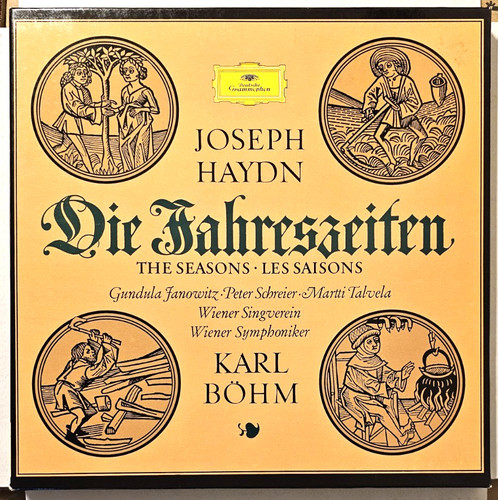 Deutsche
Grammophon
JOSEPH
HAYDN
Die Jahreszeiten
THE SEASONS · LES SAISONS
Gundula Janowitz · Peter Schreier · Martti Talvela
Wiener Singverein
Wiener Symphoniker
KARL
BÖHM